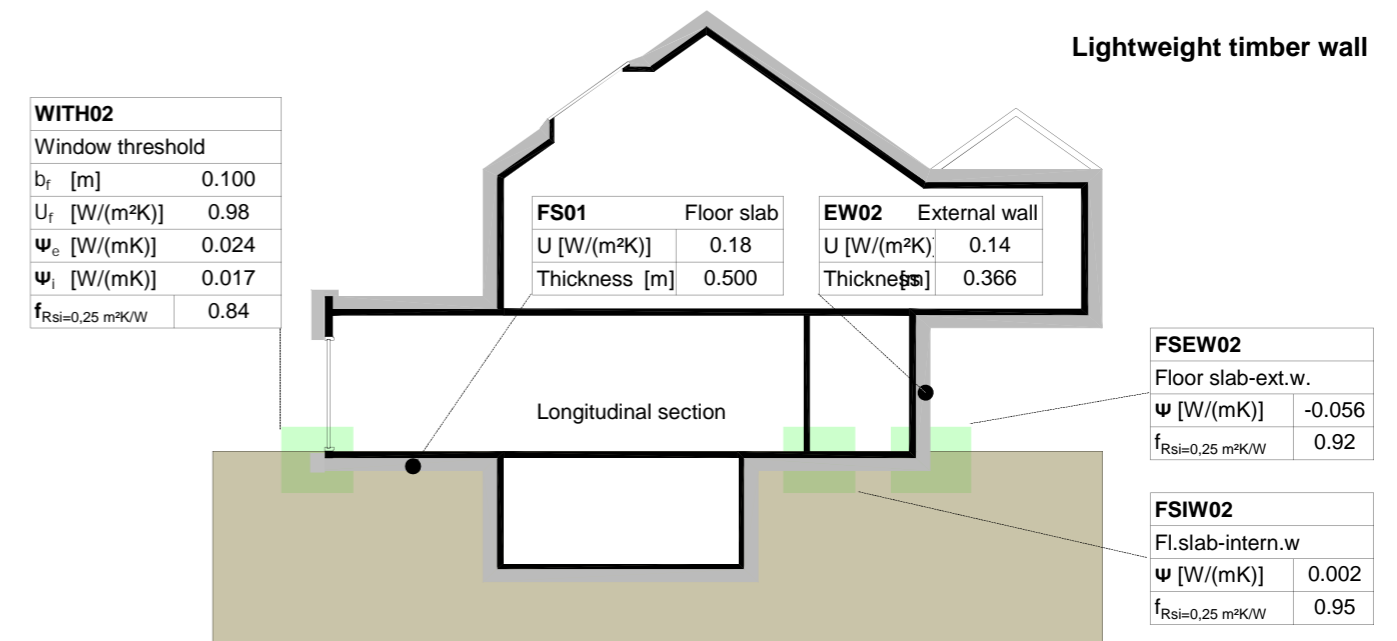 Lightweight timber wall
WITH02
Window threshold
bf [m] 0.100
Uf [W/(m²K)] 0.98
Ψe [W/(mK)] 0.024
Ψi [W/(mK)] 0.017
fRsi=0,25 m²K/W 0.84
FS01 Floor slab
U [W/(m²K)] 0.18
Thickness [m] 0.500
EW02 External wall
U [W/(m²K) 0.14
Thickness [m] 0.366
Longitudinal section
FSEW02
Floor slab-ext.w.
Ψ [W/(mK)] -0.056
fRsi=0,25 m²K/W 0.92
FSIW02
Fl.slab-intern.w
Ψ [W/(mK)] 0.002
fRsi=0,25 m²K/W 0.95